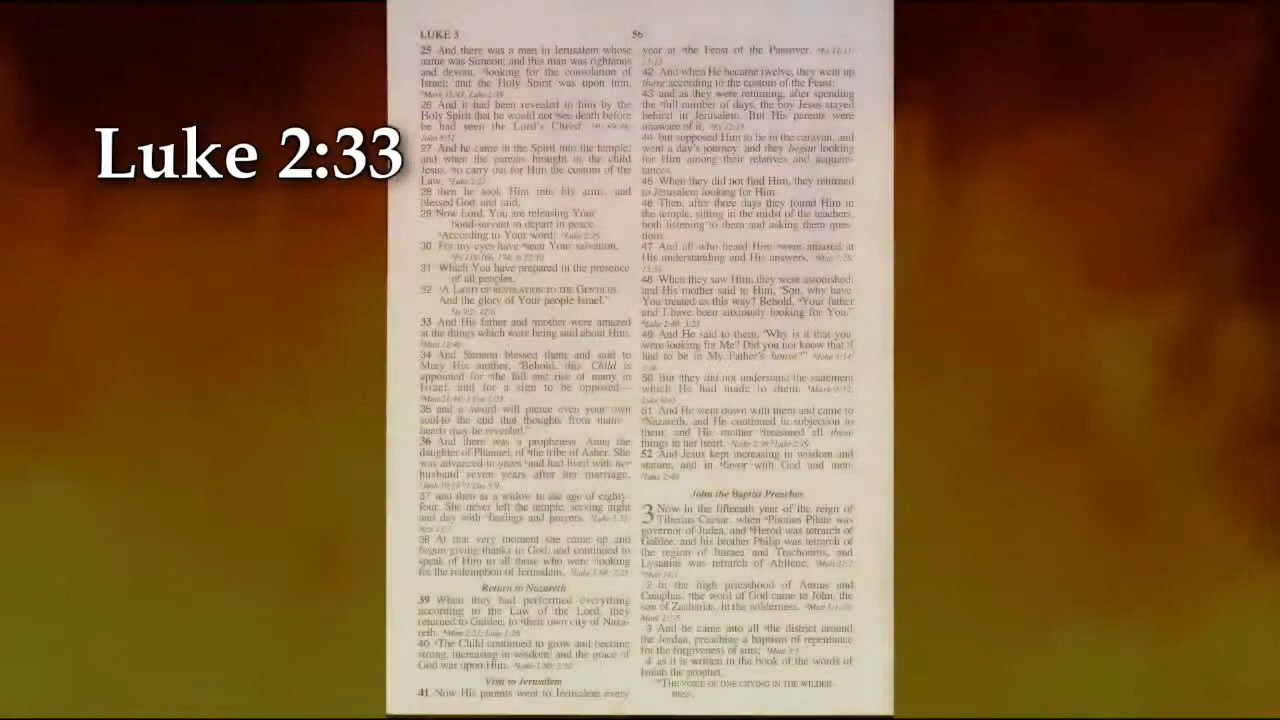 Luke 2:33
LUKE 3
56
25 And there was a man in Jerusalem whose
name was Simeon; and this man was righteous
and devout, looking for the consolation of
Israel; and the Holy Spirit was upon him.
26 And it had been revealed to him by the
Holy Spirit that he would not see death before
he had seen the Lord's Christ.
27 And he came in the Spirit into the temple;
and when the parents brought in the child
Jesus, to carry out for Him the custom of the
Law,
28 then he took Him into his arms, and
blessed God, and said,
29 "Now Lord, You are releasing Your
bond-servant to depart in peace,
According to Your word;
30 For my eyes have seen Your salvation,
31 Which You have prepared in the presence
of all peoples,
32 A LIGHT OF REVELATION TO THE GENTILES,
And the glory of Your people Israel."
33 And His father and mother were amazed
at the things which were being said about Him.
34 And Simeon blessed them and said to
Mary His mother, "Behold, this Child is
appointed for the fall and rise of many in
Israel, and for a sign to be opposed—
35 and a sword will pierce even your own
soul—to the end that thoughts from many
hearts may be revealed."
36 And there was a prophetess, Anna the
daughter of Phanuel, of the tribe of Asher. She
was advanced in years and had lived with her
husband seven years after her marriage,
37 and then as a widow to the age of eighty-
four. She never left the temple, serving night
and day with fastings and prayers.
38 At that very moment she came up and
began giving thanks to God, and continued to
speak of Him to all those who were looking
for the redemption of Jerusalem.
Return to Nazareth
39 When they had performed everything
according to the Law of the Lord, they
returned to Galilee, to their own city of Naza-
reth.
40 The Child continued to grow and become
strong, increasing in wisdom; and the grace of
God was upon Him.
Visit to Jerusalem
41 Now His parents went to Jerusalem every
year at the Feast of the Passover.
42 And when He became twelve, they went up
there according to the custom of the Feast;
43 and as they were returning, after spending
the full number of days, the boy Jesus stayed
behind in Jerusalem. But His parents were
unaware of it,
44 but supposed Him to be in the caravan, and
went a day's journey; and they began looking
for Him among their relatives and acquain-
tances.
45 When they did not find Him, they returned
to Jerusalem looking for Him.
46 Then, after three days they found Him in
the temple, sitting in the midst of the teachers,
both listening to them and asking them ques-
tions.
47 And all who heard Him were amazed at
His understanding and His answers.
48 When they saw Him, they were astonished;
and His mother said to Him, "Son, why have
You treated us this way? Behold, Your father
and I have been anxiously looking for You."
49 And He said to them, "Why is it that you
were looking for Me? Did you not know that I
had to be in My Father's house?"
50 But they did not understand the statement
which He had made to them.
51 And He went down with them and came to
Nazareth, and He continued in subjection to
them; and His mother treasured all these
things in her heart.
52 And Jesus kept increasing in wisdom and
stature, and in favor with God and men.
John the Baptist Preaches
3 Now in the fifteenth year of the reign of
Tiberius Caesar, when Pontius Pilate was
governor of Judea, and Herod was tetrarch of
Galilee, and his brother Philip was tetrarch of
the region of Ituraea and Trachonitis, and
Lysanias was tetrarch of Abilene,
2 in the high priesthood of Annas and
Caiaphas, the word of God came to John, the
son of Zacharias, in the wilderness.
3 And he came into all the district around
the Jordan, preaching a baptism of repentance
for the forgiveness of sins;
4 as it is written in the book of the words of
Isaiah the prophet,
"THE VOICE OF ONE CRYING IN THE WILDER-
NESS,